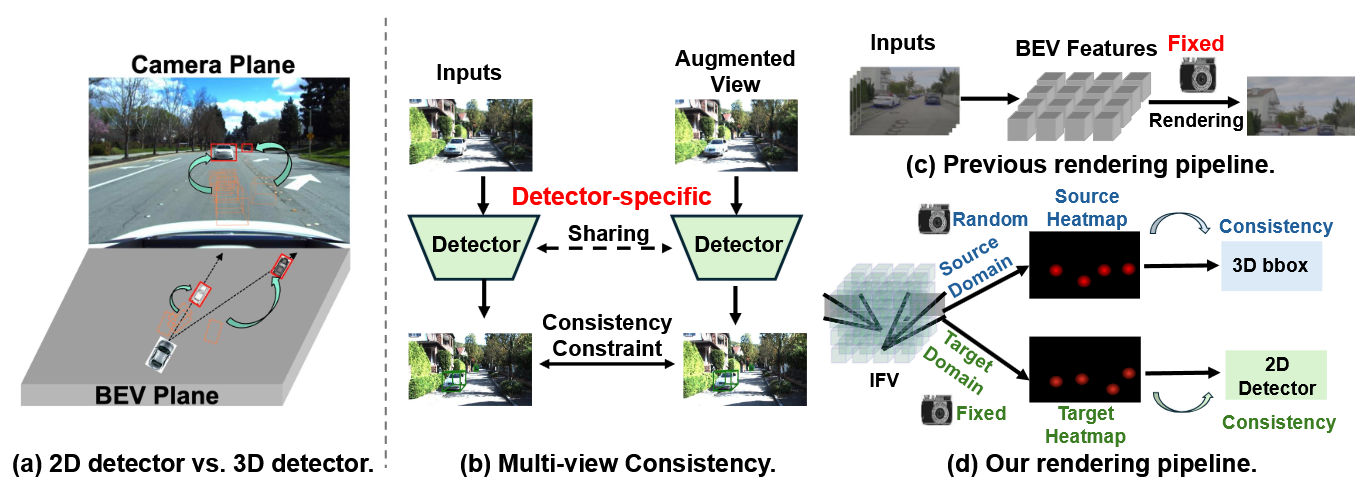 Camera Plane
BEV Plane
(a) 2D detector vs. 3D detector.
Inputs
Augmented
View
Detector-specific
Detector
Sharing
Detector
Consistency
Constraint
(b) Multi-view Consistency.
Inputs
BEV Features
Fixed
Rendering
(c) Previous rendering pipeline.
Random
Source
Heatmap
Consistency
Source
Domain
3D bbox
IFV
Target
Domain
Fixed
Target
Heatmap
2D
Detector
Consistency
(d) Our rendering pipeline.